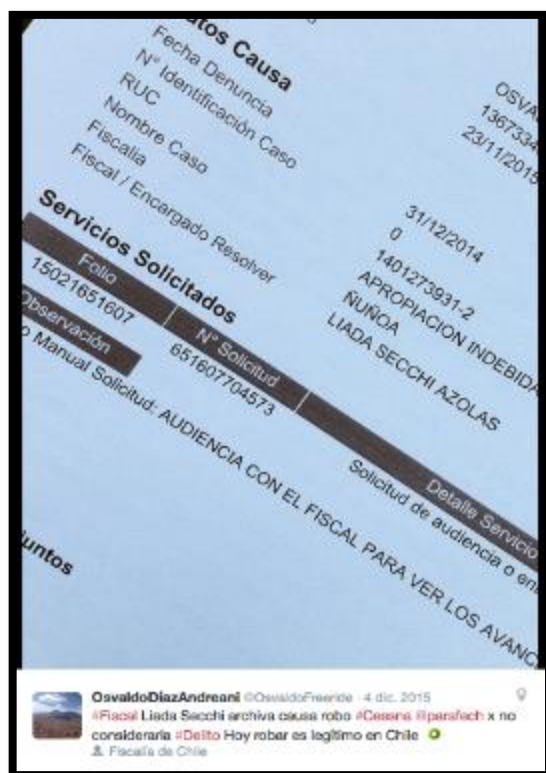 atos Causa
Fecha Denuncia
N° Identificación Caso
RUC
Nombre Caso
Fiscalía
Fiscal / Encargado Resolver
OSVA
1367334
23/11/2015
31/12/2014
0
1401273931-2
APROPIACION INDEBIDA
ÑUÑOA
LIADA SECCHI AZOLAS
Servicios Solicitados
Folio
N° Solicitud
Detalle Servicio
15021651607
651607704573
Solicitud de audiencia o en
Observación
o Manual Solicitud: AUDIENCIA CON EL FISCAL PARA VER LOS AVANC
untos
OsvaldoDiazAndreani @OsvaldoFreeride · 4 dic. 2015
#Fiscal Liada Secchi archiva causa robo #Cessna @parafech x no
considerarla #Delito Hoy robar es legítimo en Chile
Fiscalía de Chile